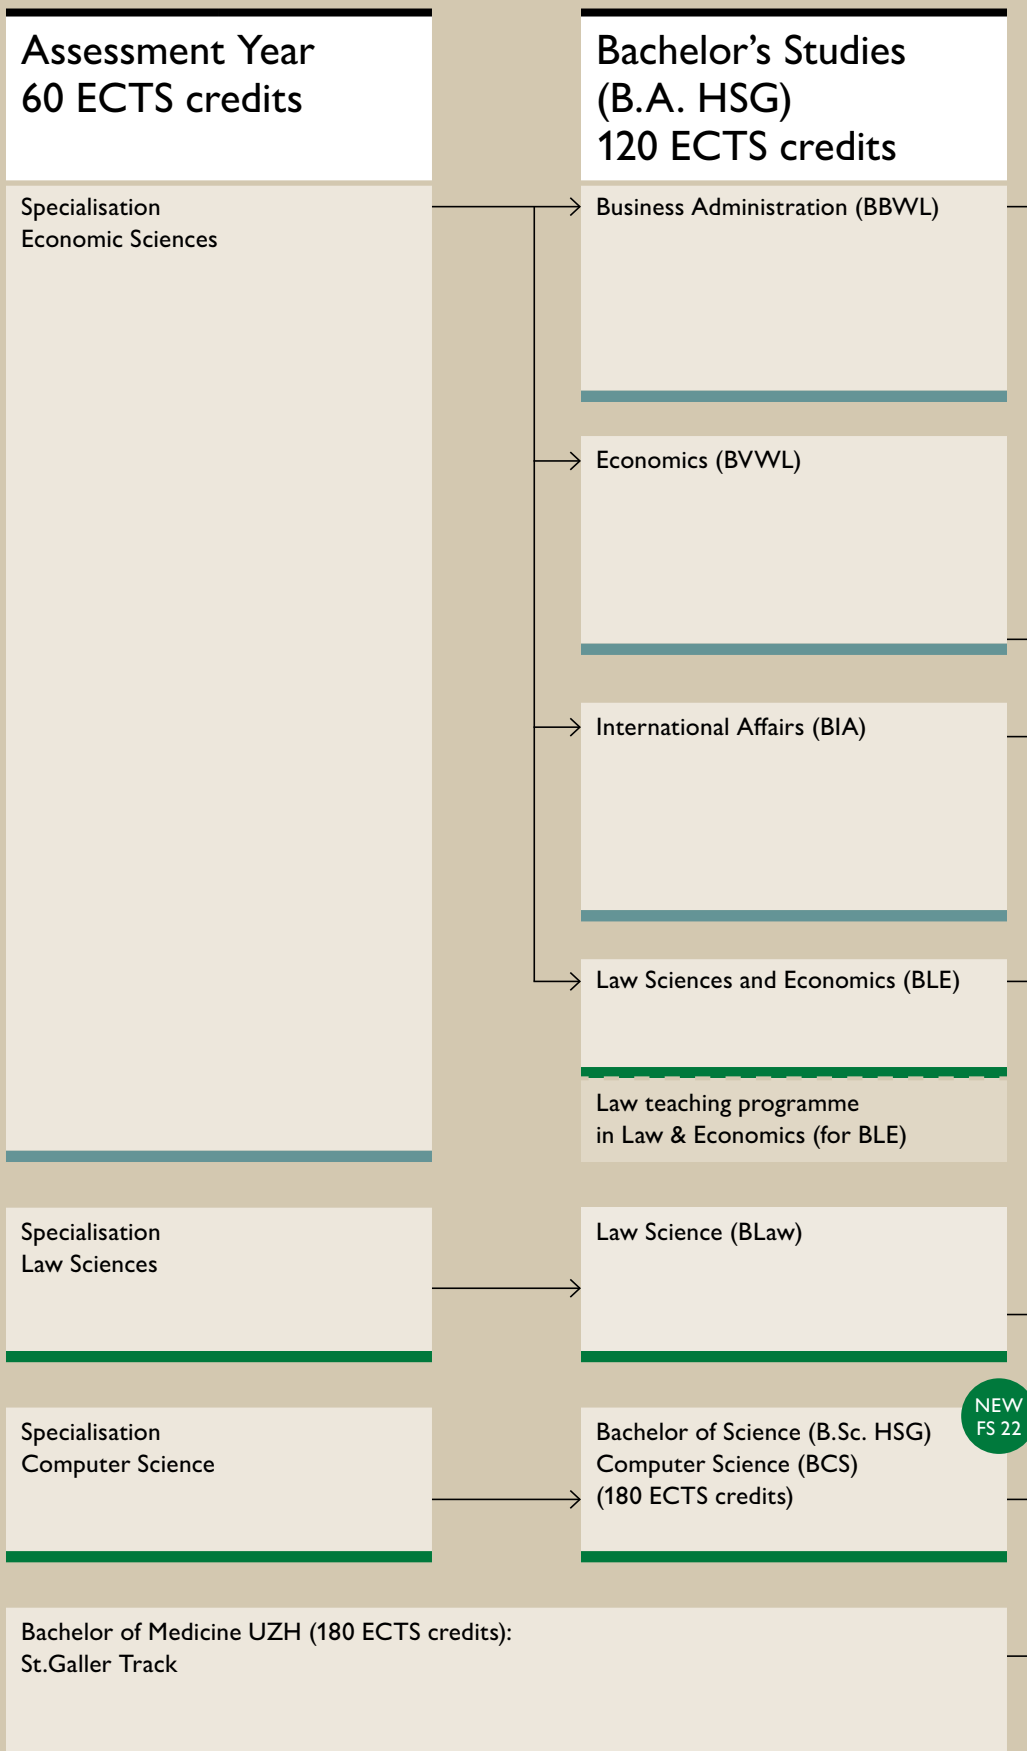 Assessment Year
60 ECTS credits
Bachelor’s Studies
(B.A. HSG)
120 ECTS credits
Specialisation
Economic Sciences
Business Administration (BBWL)
Economics (BVWL)
International Affairs (BIA)
Law Sciences and Economics (BLE)
Law teaching programme
in Law & Economics (for BLE)
Specialisation
Law Sciences
Law Science (BLaw)
Specialisation
Computer Science
NEW
FS 22
Bachelor of Science (B.Sc. HSG)
Computer Science (BCS)
(180 ECTS credits)
Bachelor of Medicine UZH (180 ECTS credits):
St.Galler Track